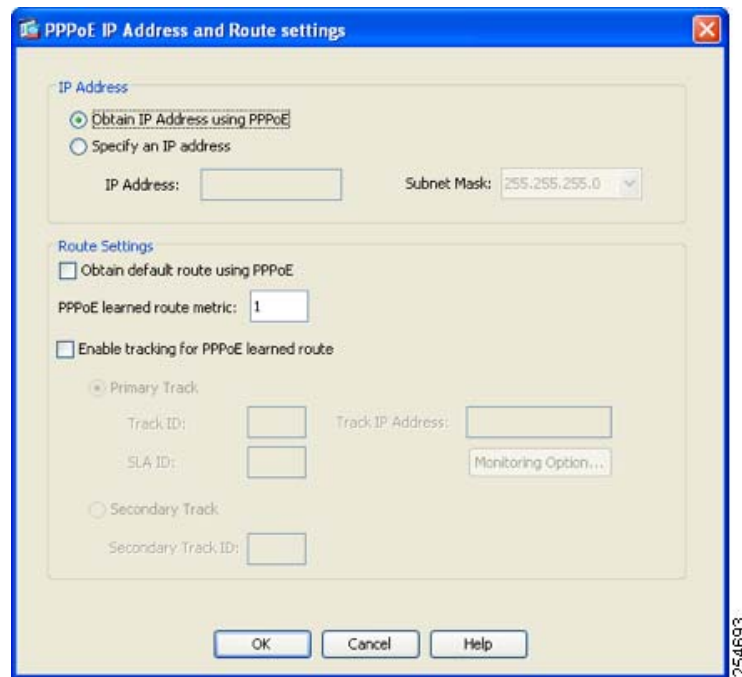 PPPoE IP Address and Route settings
IP Address
Obtain IP Address using PPPoE
Specify an IP address
IP Address: Subnet Mask: 255.255.255.0
Route Settings
Obtain default route using PPPoE
PPPoE learned route metric: 1
Enable tracking for PPPoE learned route
Primary Track
Track ID: Track IP Address:
SLA ID: Monitoring Option...
Secondary Track
Secondary Track ID:
OK Cancel Help
254693